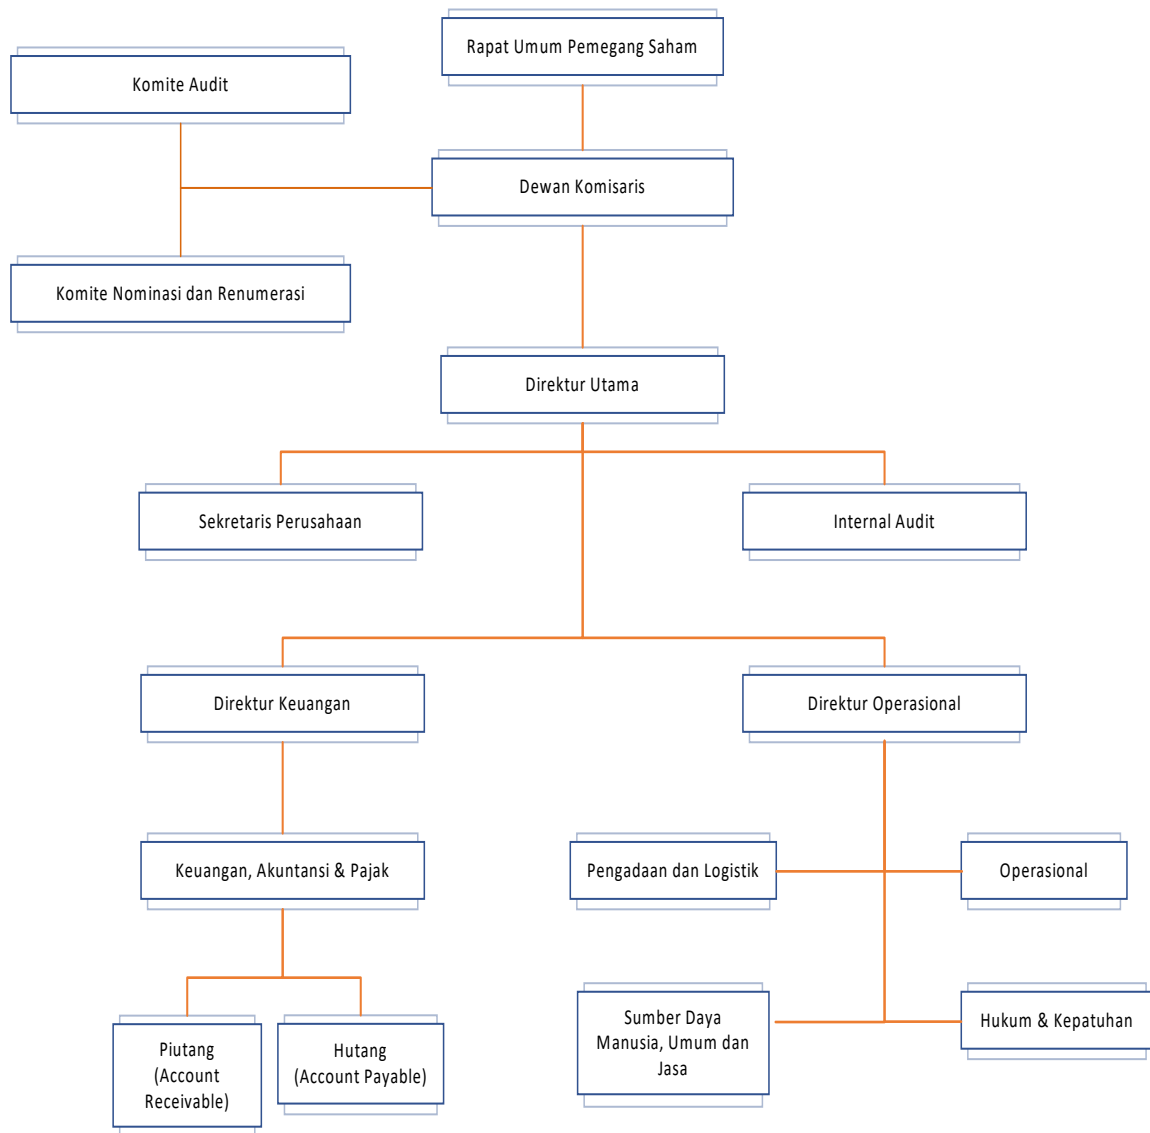 Rapat Umum Pemegang Saham
Komite Audit
Dewan Komisaris
Komite Nominasi dan Renumerasi
Direktur Utama
Sekretaris Perusahaan
Internal Audit
Direktur Keuangan
Direktur Operasional
Keuangan, Akuntansi & Pajak
Pengadaan dan Logistik
Operasional
Piutang
(Account
Receivable)
Hutang
(Account Payable)
Sumber Daya
Manusia, Umum dan
Jasa
Hukum & Kepatuhan